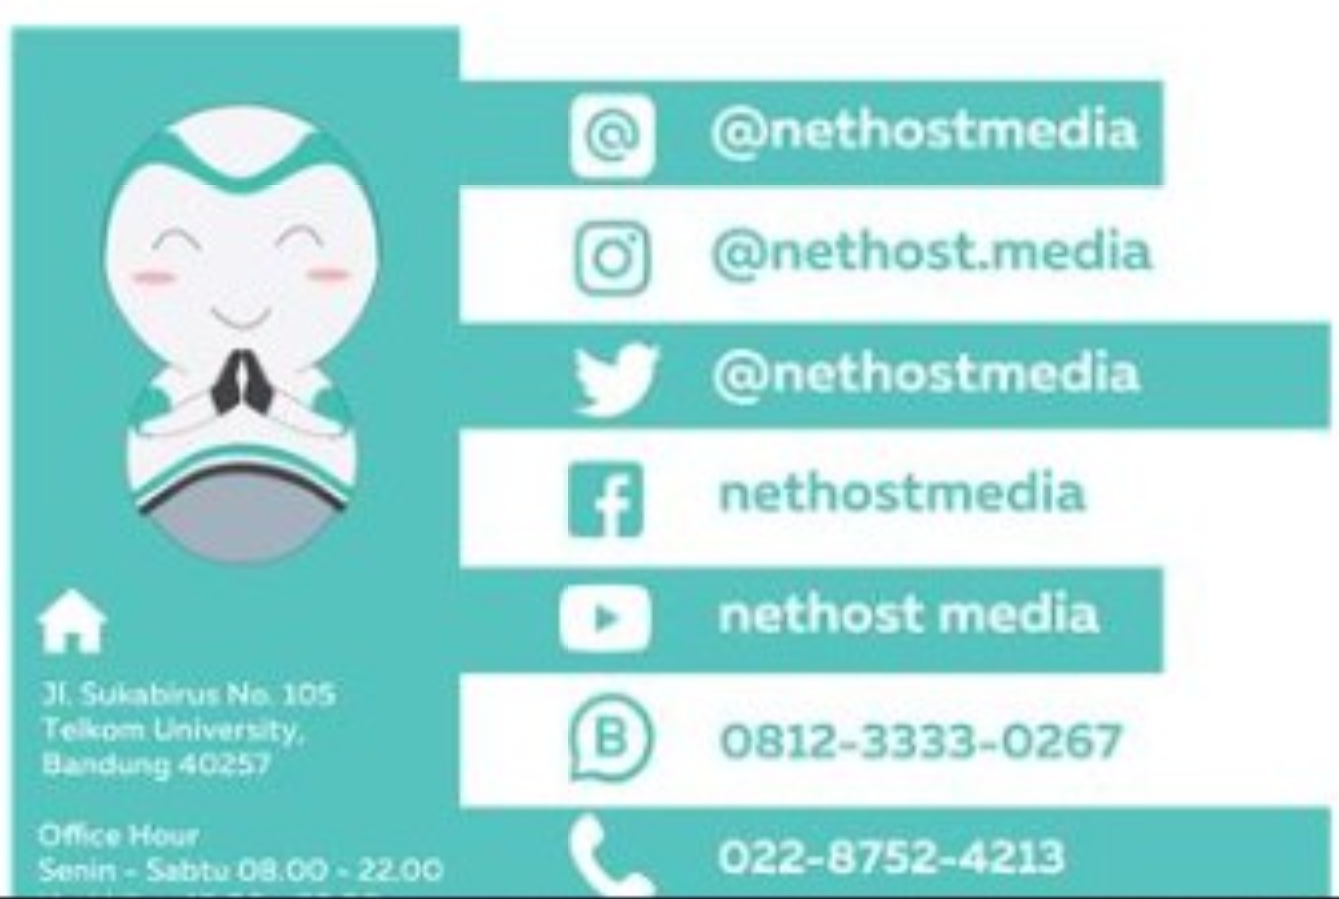 @nethostmedia
@nethost.media
@nethostmedia
nethostmedia
nethost media
0812-3333-0267
022-8752-4213
Jl. Sukabirus No. 105
Telkom University,
Bandung 40257
Office Hour
Senin - Sabtu 08.00 - 22.00